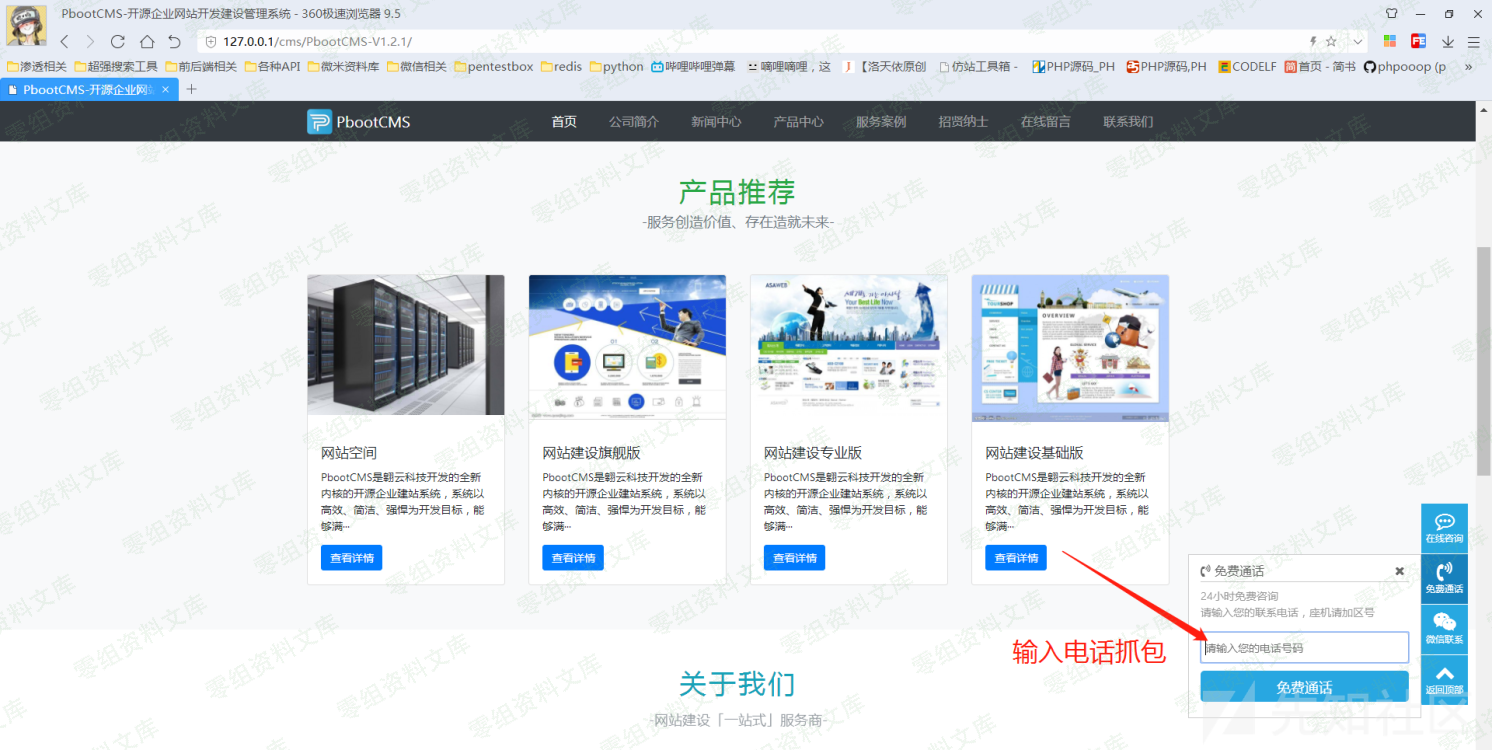 PbootCMS-开源企业网站开发建设管理系统 - 360极速浏览器 9.5
127.0.0.1/cms/PbootCMS-V1.2.1/
渗透相关 超强搜索工具 前后端相关 各种API 微米资料库 微信相关 pentestbox redis python 哔哩哔哩弹幕 嘀哩嘀哩，这 【洛天依原创 仿站工具箱 - PHP源码_PH PHP源码,PH CODELF 首页 - 简书 phpooop (p »
PbootCMS-开源企业网站
PbootCMS 首页 公司简介 新闻中心 产品中心 服务案例 招贤纳士 在线留言 联系我们
产品推荐
-服务创造价值、存在造就未来-
网站空间
PbootCMS是翱云科技开发的全新
内核的开源企业建站系统，系统以
高效、简洁、强悍为开发目标，能
够满···
查看详情
网站建设旗舰版
PbootCMS是翱云科技开发的全新
内核的开源企业建站系统，系统以
高效、简洁、强悍为开发目标，能
够满···
查看详情
ASAWEB
Your Best Life Now
网站建设专业版
PbootCMS是翱云科技开发的全新
内核的开源企业建站系统，系统以
高效、简洁、强悍为开发目标，能
够满···
查看详情
OVERVIEW
网站建设基础版
PbootCMS是翱云科技开发的全新
内核的开源企业建站系统，系统以
高效、简洁、强悍为开发目标，能
够满···
查看详情
在线咨询
免费通话
微信联系
返回顶部
免费通话
24小时免费咨询
请输入您的联系电话，座机请加区号
请输入您的电话号码
免费通话
输入电话抓包
关于我们
-网站建设「一站式」服务商-
零组资料文库
先知社区